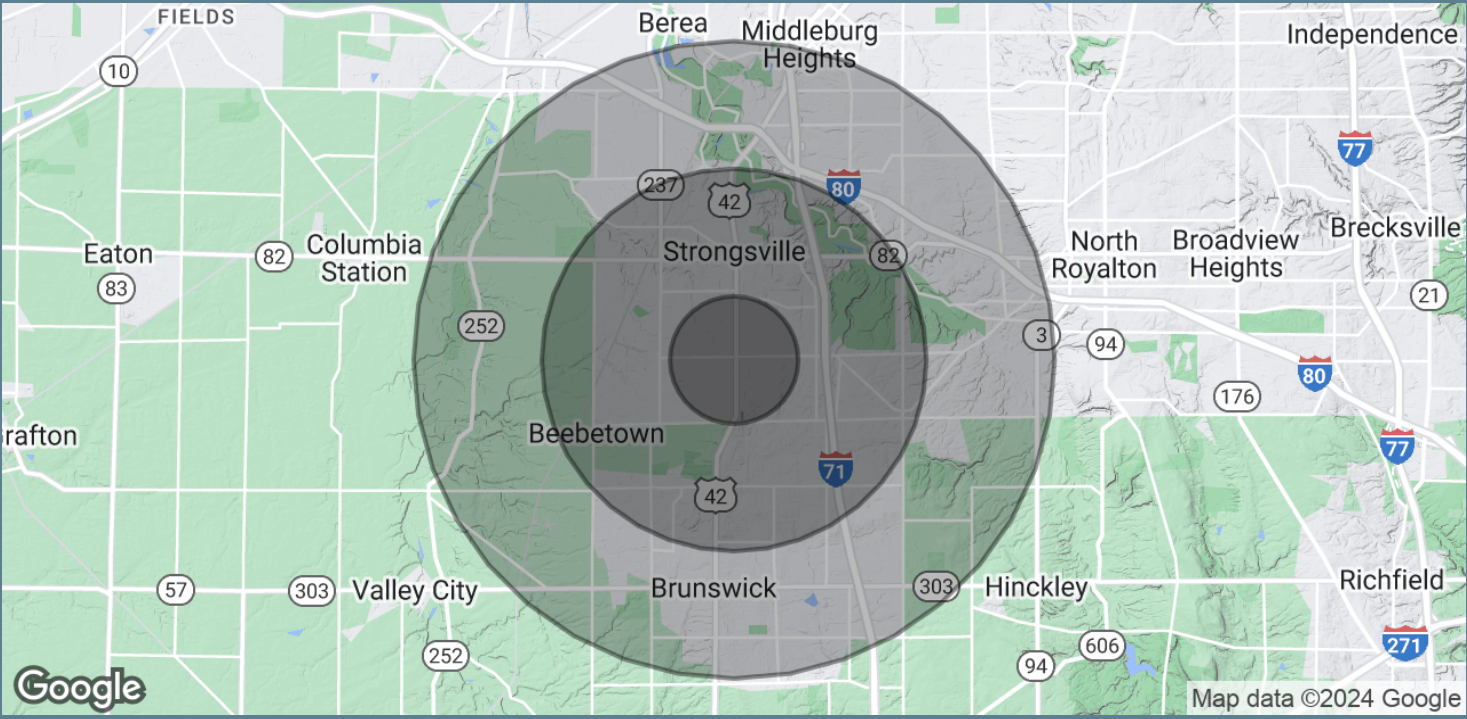 FIELDS
Berea
Middleburg
Heights
Independence
10
77
237
42
80
Strongsville
82
Eaton
82
Columbia
Station
North
Royalton
Broadview
Heights
Brecksville
83
21
252
3
94
80
176
rafton
Beebetown
77
71
42
57
303
Valley City
Brunswick
303
Hinckley
Richfield
252
94
606
271
Google
Map data ©2024 Google